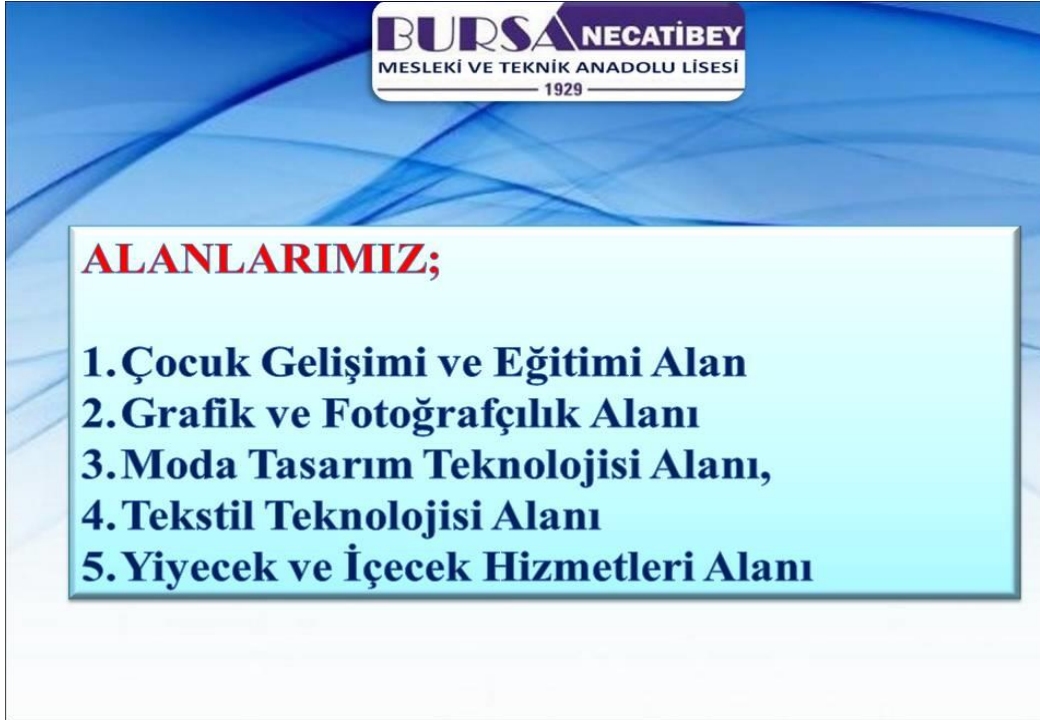 BURSA NECATİBEY
MESLEKİ VE TEKNİK ANADOLU LİSESİ
1929
ALANLARIMIZ;
1.Çocuk Gelişimi ve Eğitimi Alan
2.Grafik ve Fotoğrafçılık Alanı
3.Moda Tasarım Teknolojisi Alanı,
4.Tekstil Teknolojisi Alanı
5.Yiyecek ve İçecek Hizmetleri Alanı